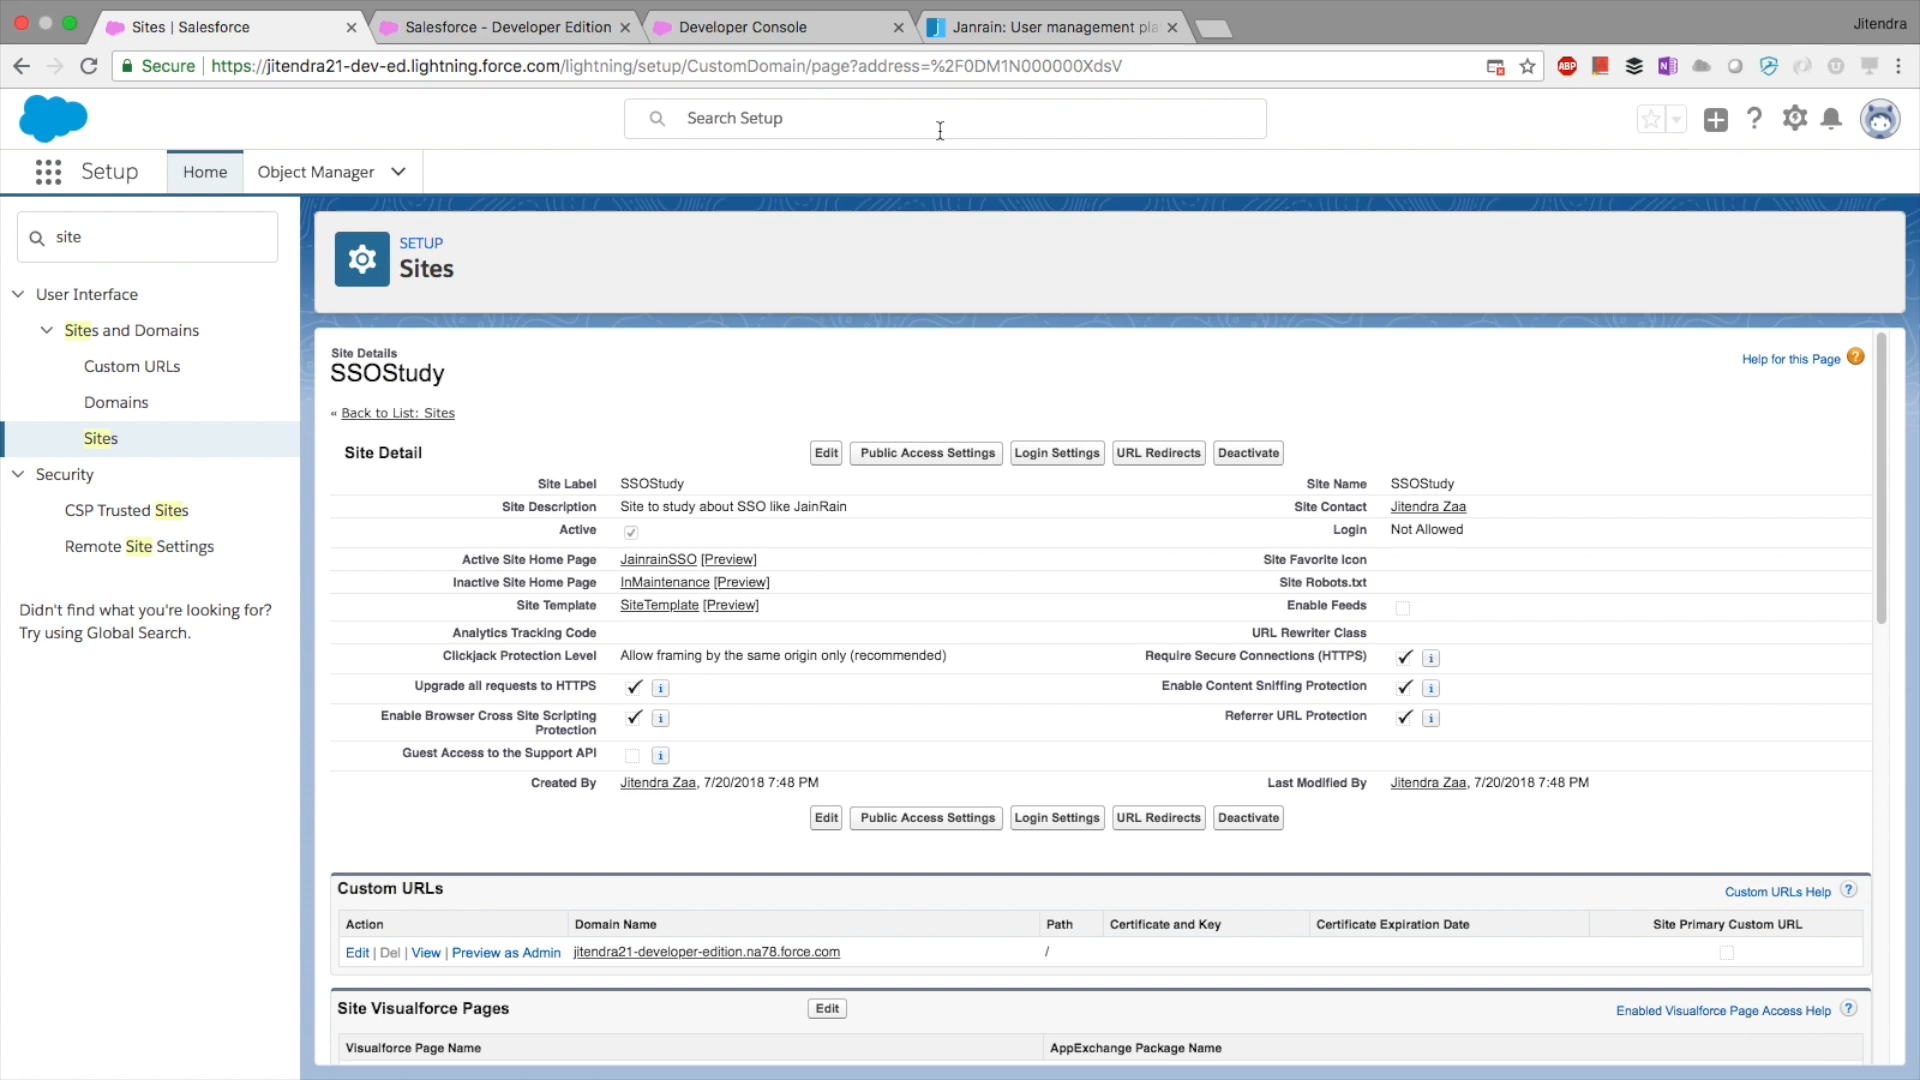 Sites | Salesforce
Salesforce - Developer Edition
Developer Console
Janrain: User management pla
Jitendra
Secure
https://jitendra21-dev-ed.lightning.force.com/lightning/setup/CustomDomain/page?address=%2F0DM1N000000XdsV
ABP
Search Setup
Setup
Home
Object Manager
site
User Interface
Sites and Domains
Custom URLs
Domains
Sites
Security
CSP Trusted Sites
Remote Site Settings
Didn't find what you're looking for?
Try using Global Search.
SETUP
Sites
Site Details
SSOStudy
Help for this Page
« Back to List: Sites
Site Detail
Edit Public Access Settings Login Settings URL Redirects Deactivate
Site Label SSOStudy Site Name SSOStudy
Site Description Site to study about SSO like JainRain Site Contact Jitendra Zaa
Active Login Not Allowed
Active Site Home Page JainrainSSO [Preview] Site Favorite Icon
Inactive Site Home Page InMaintenance [Preview] Site Robots.txt
Site Template SiteTemplate [Preview] Enable Feeds
Analytics Tracking Code URL Rewriter Class
Clickjack Protection Level Allow framing by the same origin only (recommended) Require Secure Connections (HTTPS)
Upgrade all requests to HTTPS Enable Content Sniffing Protection
Enable Browser Cross Site Scripting Referrer URL Protection
Protection
Guest Access to the Support API
Created By Jitendra Zaa, 7/20/2018 7:48 PM Last Modified By Jitendra Zaa, 7/20/2018 7:48 PM
Edit Public Access Settings Login Settings URL Redirects Deactivate
Custom URLs
Custom URLs Help ?
Action Domain Name Path Certificate and Key Certificate Expiration Date Site Primary Custom URL
Edit | Del | View | Preview as Admin jitendra21-developer-edition.na78.force.com /
Site Visualforce Pages Edit Enabled Visualforce Page Access Help ?
Visualforce Page Name AppExchange Package Name